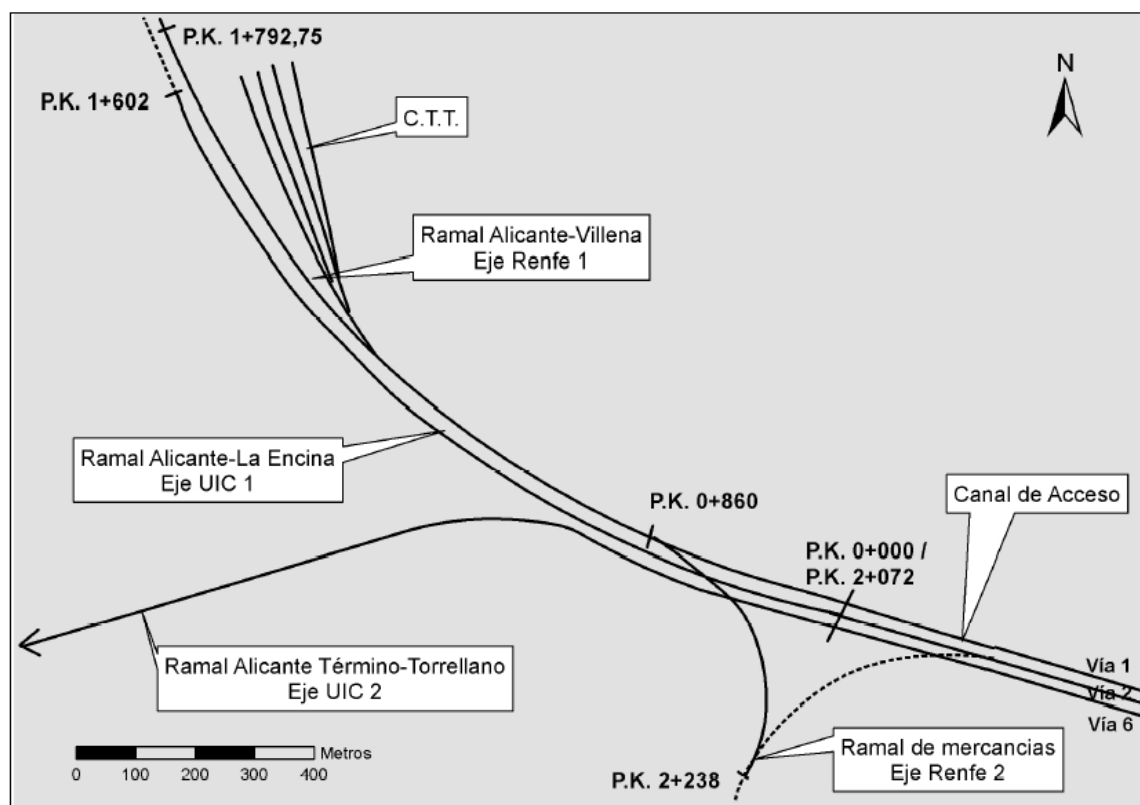 P.K. 1+792,75
P.K. 1+602
N
C.T.T.
Ramal Alicante-Villena
Eje Renfe 1
Ramal Alicante-La Encina
Eje UIC 1
P.K. 0+860
Canal de Acceso
P.K. 0+000 /
P.K. 2+072
Ramal Alicante Término-Torrellano
Eje UIC 2
Vía 1
Vía 2
Vía 6
Ramal de mercancias
Eje Renfe 2
P.K. 2+238
Metros
0 100 200 300 400